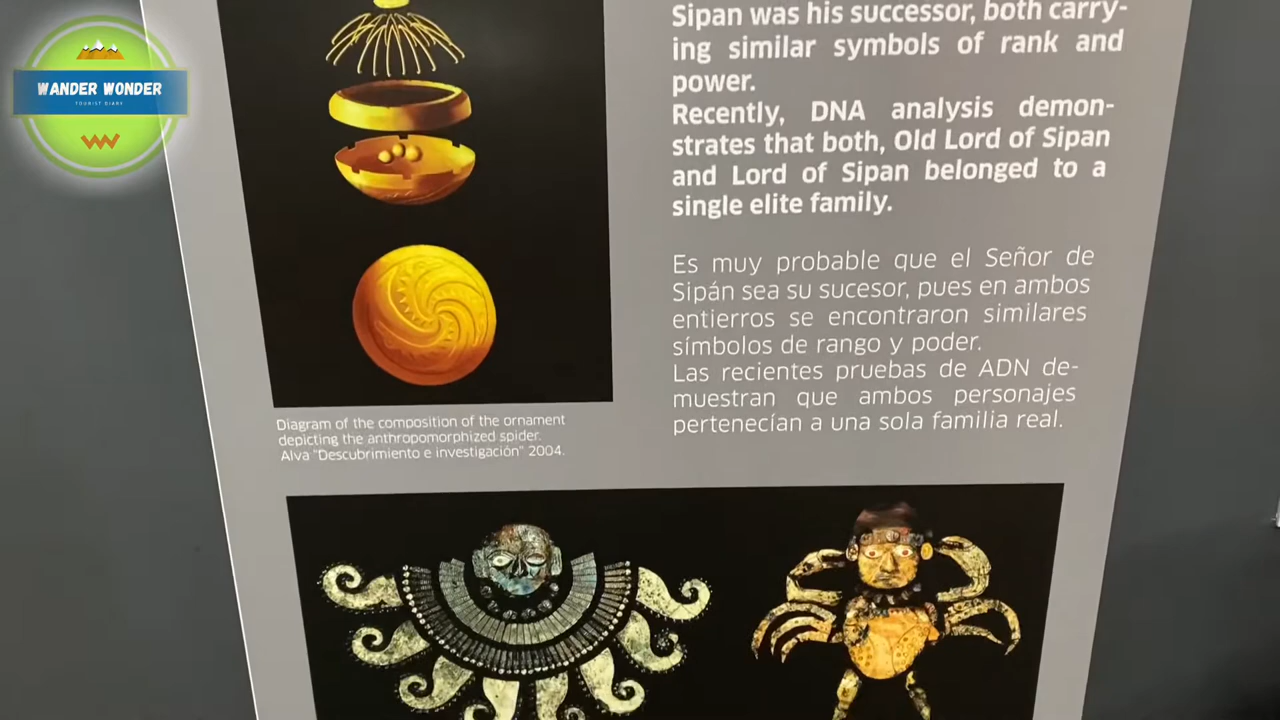 WANDER WONDER
TOURIST DIARY
Sipan was his successor, both carry-
ing similar symbols of rank and
power.
Recently, DNA analysis demon-
strates that both, Old Lord of Sipan
and Lord of Sipan belonged to a
single elite family.
Es muy probable que el Señor de
Sipán sea su sucesor, pues en ambos
entierros se encontraron similares
símbolos de rango y poder.
Las recientes pruebas de ADN de-
muestran que ambos personajes
pertenecían a una sola familia real.
Diagram of the composition of the ornament
depicting the anthropomorphized spider.
Alva "Descubrimiento e investigación" 2004.